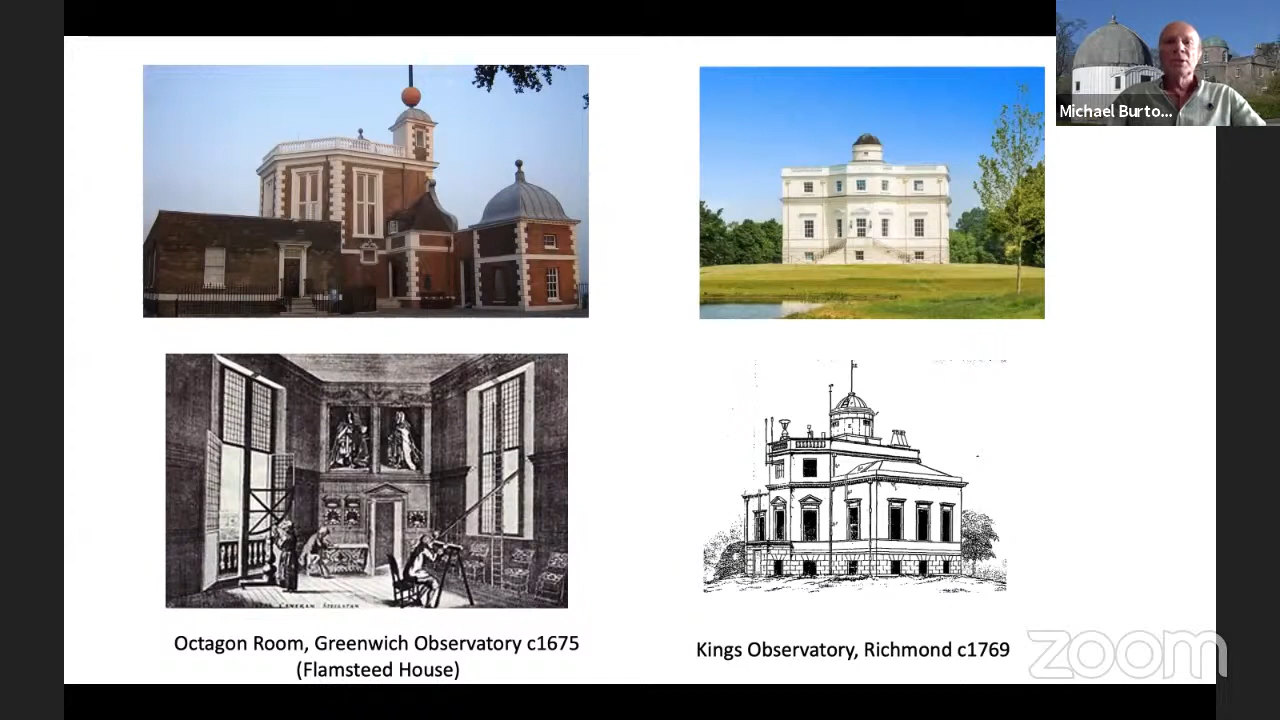 Michael Burto...
Octagon Room, Greenwich Observatory c1675
(Flamsteed House)
Kings Observatory, Richmond c1769
zoom